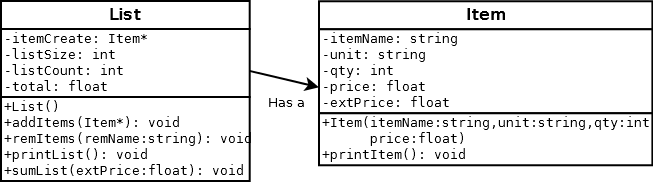 List
-itemCreate: Item*
-listSize: int
-listCount: int
-total: float
+List()
+addItems(Item*): void
+remItems(remName:string): void
+printList(): void
+sumList(extPrice:float): void
Has a
Item
-itemName: string
-unit: string
-qty: int
-price: float
-extPrice: float
+Item(itemName:string,unit:string,qty:int
price:float)
+printItem(): void